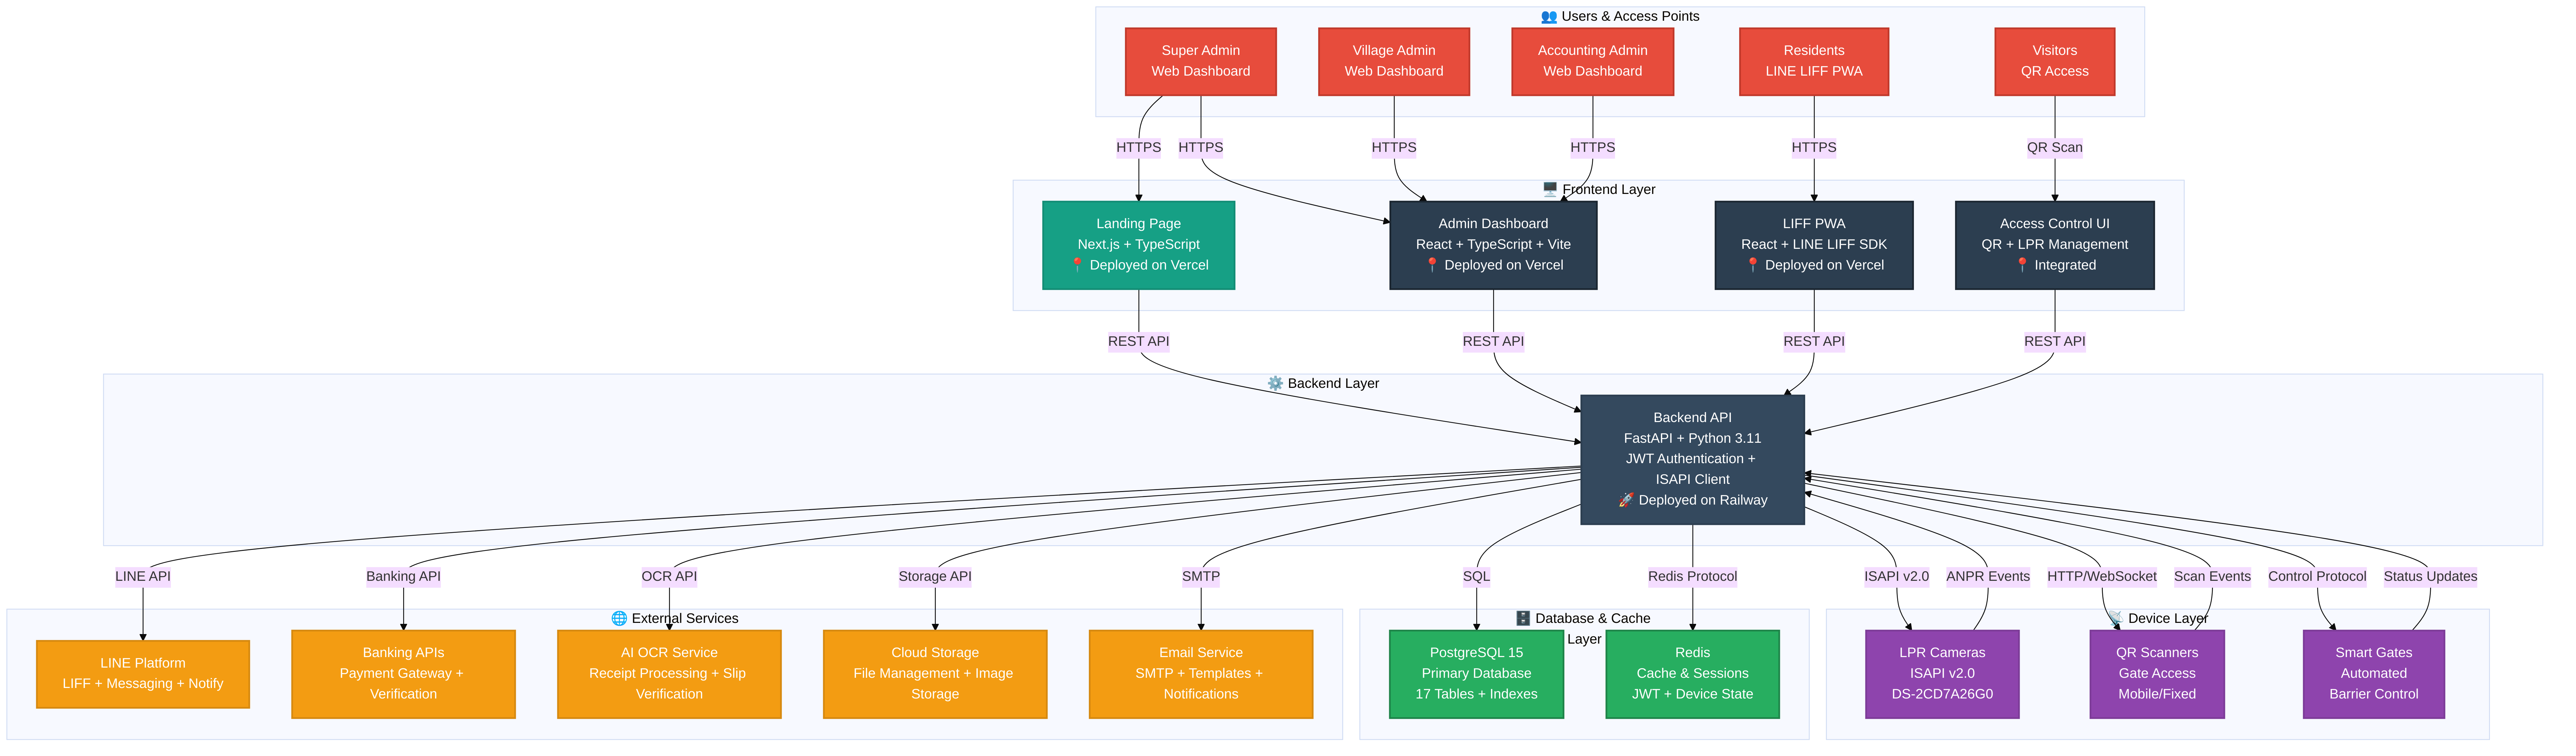 👥 Users & Access Points
Super Admin
Web Dashboard
Village Admin
Web Dashboard
Accounting Admin
Web Dashboard
Residents
LINE LIFF PWA
Visitors
QR Access
HTTPS
HTTPS
HTTPS
HTTPS
HTTPS
QR Scan
🖥️ Frontend Layer
Landing Page
Next.js + TypeScript
📍 Deployed on Vercel
Admin Dashboard
React + TypeScript + Vite
📍 Deployed on Vercel
LIFF PWA
React + LINE LIFF SDK
📍 Deployed on Vercel
Access Control UI
QR + LPR Management
📍 Integrated
REST API
REST API
REST API
REST API
⚙️ Backend Layer
Backend API
FastAPI + Python 3.11
JWT Authentication +
ISAPI Client
🚀 Deployed on Railway
LINE API
Banking API
OCR API
Storage API
SMTP
SQL
Redis Protocol
ISAPI v2.0
ANPR Events
HTTP/WebSocket
Scan Events
Control Protocol
Status Updates
🌐 External Services
LINE Platform
LIFF + Messaging + Notify
Banking APIs
Payment Gateway +
Verification
AI OCR Service
Receipt Processing + Slip
Verification
Cloud Storage
File Management + Image
Storage
Email Service
SMTP + Templates +
Notifications
🗄️ Database & Cache
Layer
PostgreSQL 15
Primary Database
17 Tables + Indexes
Redis
Cache & Sessions
JWT + Device State
📡 Device Layer
LPR Cameras
ISAPI v2.0
DS-2CD7A26G0
QR Scanners
Gate Access
Mobile/Fixed
Smart Gates
Automated
Barrier Control